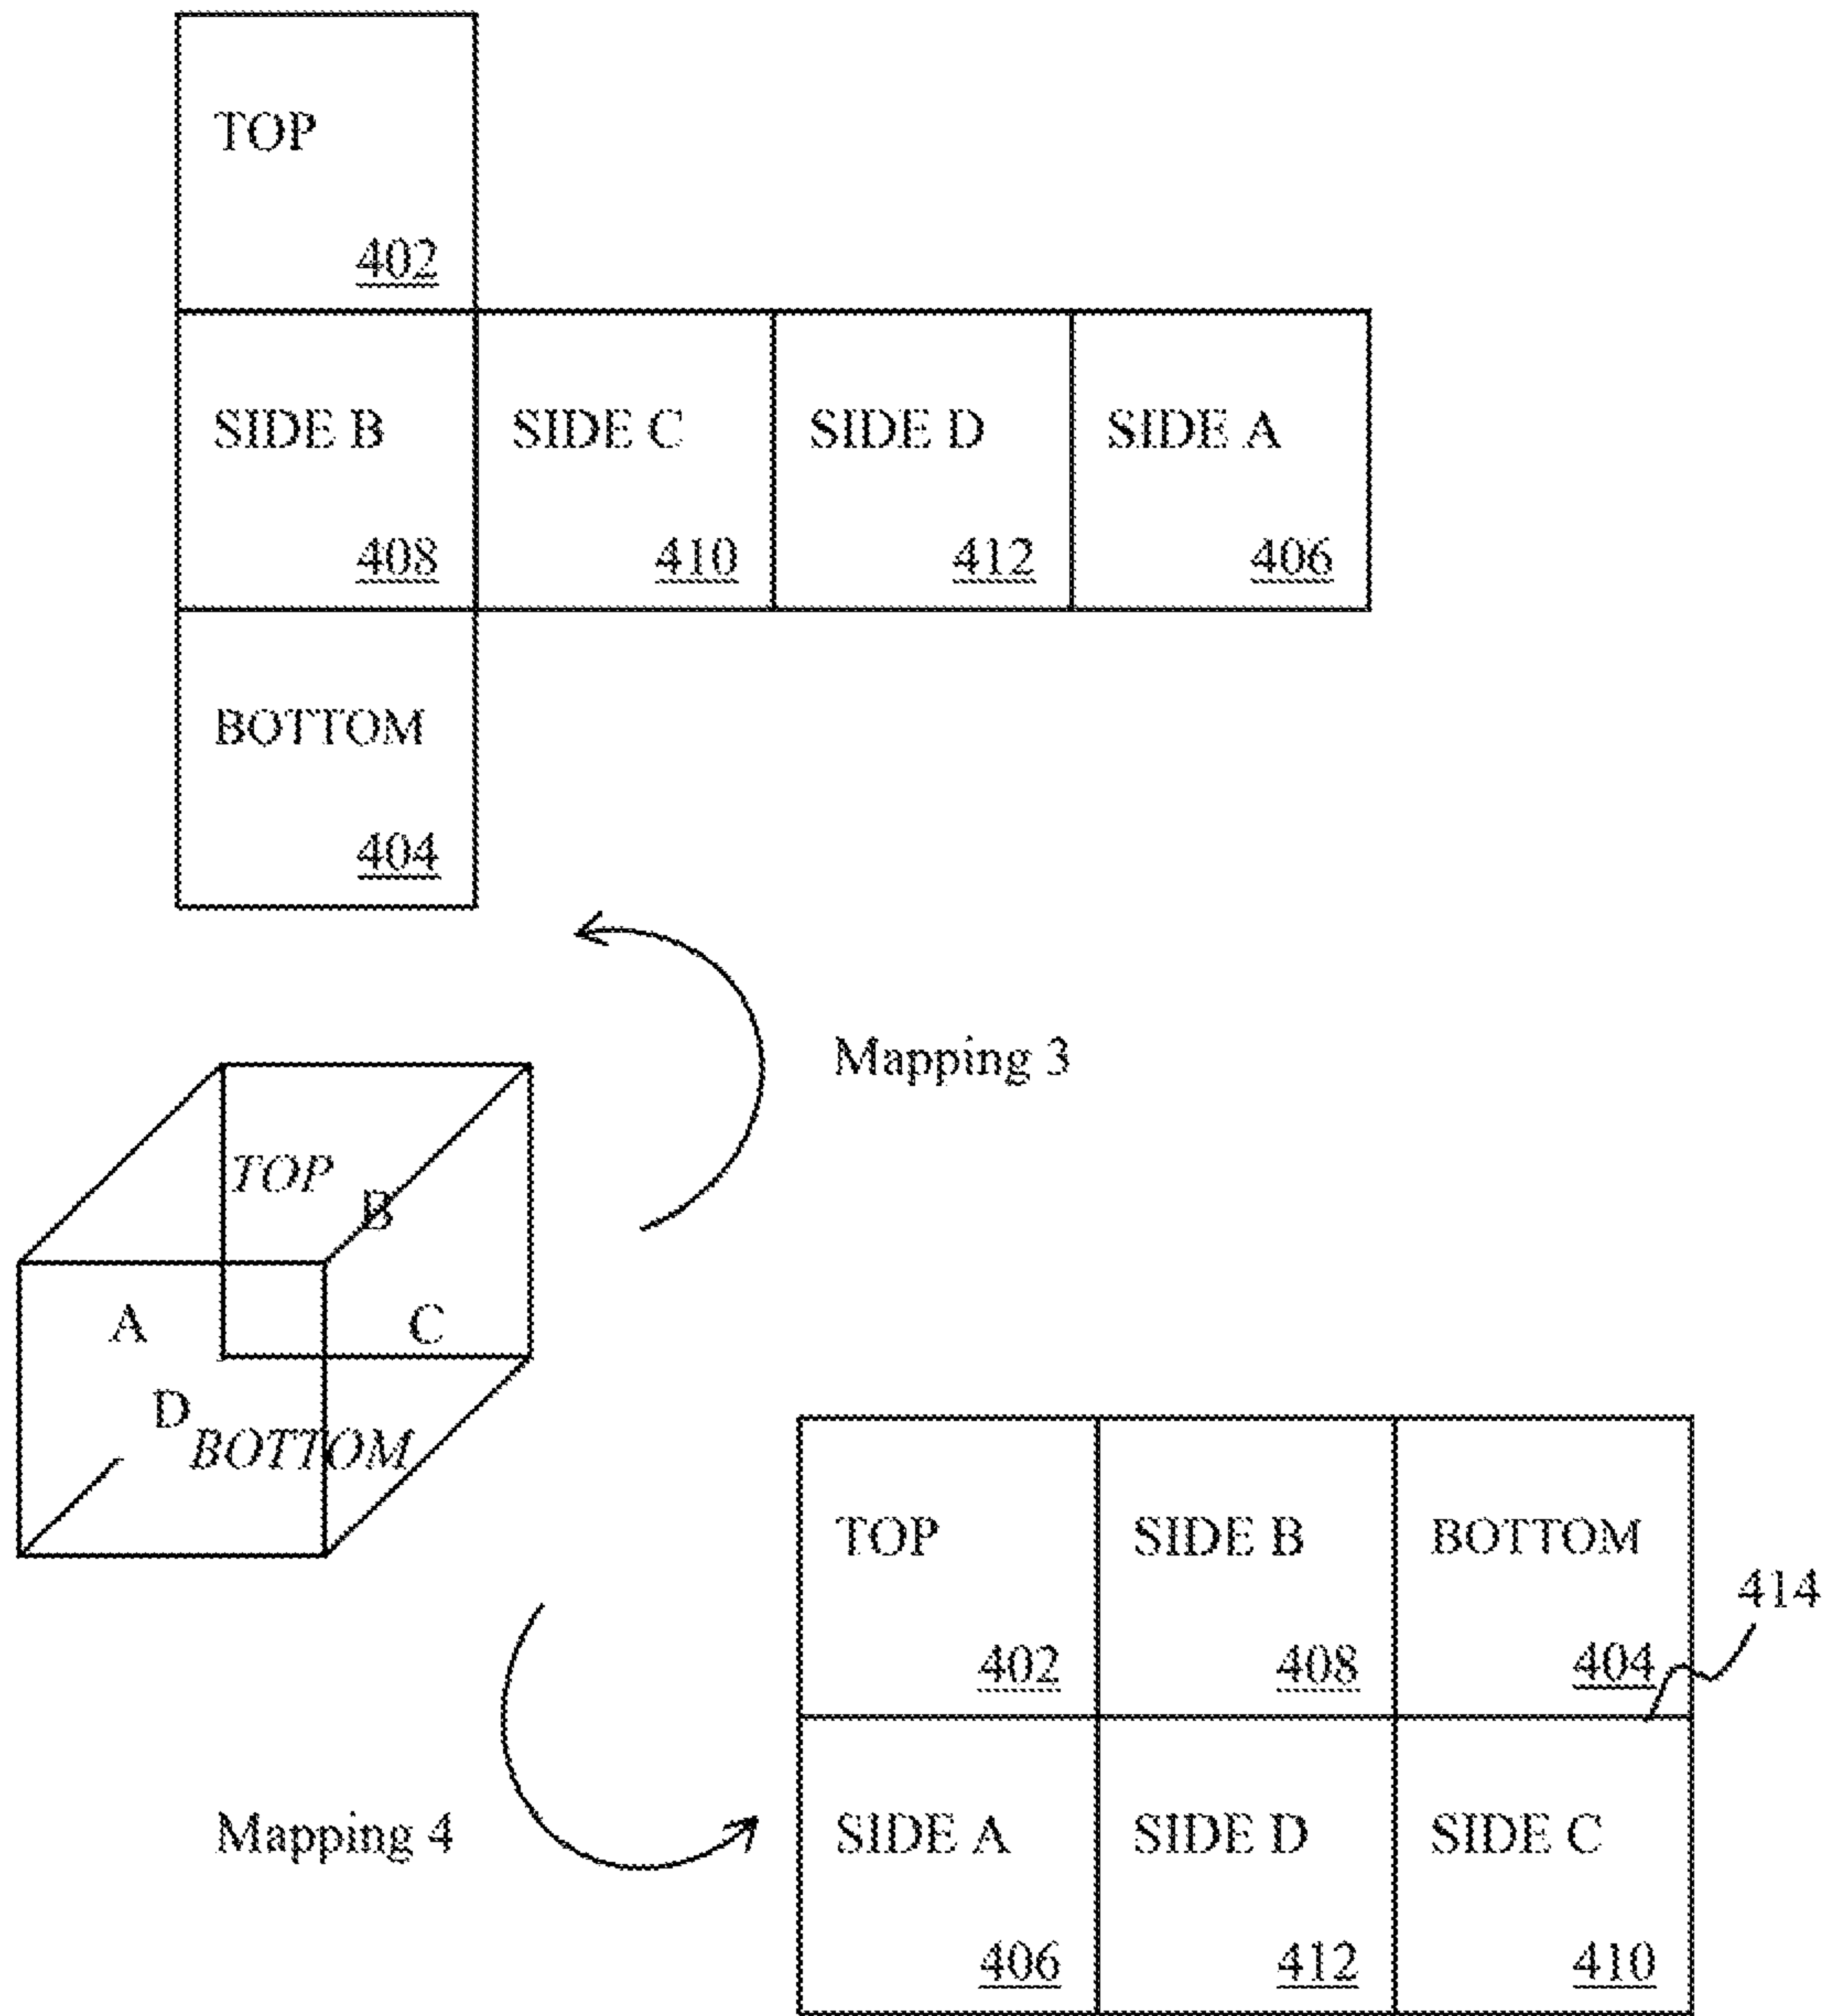 TOP
402
SIDE B SIDE C SIDE D SIDE A
408 410 412 406
BOTTOM
404
Mapping 3
TOP
B
A C
D
BOTTOM
TOP SIDE B BOTTOM
414
402 408 404
Mapping 4
SIDE A SIDE D SIDE C
406 412 410